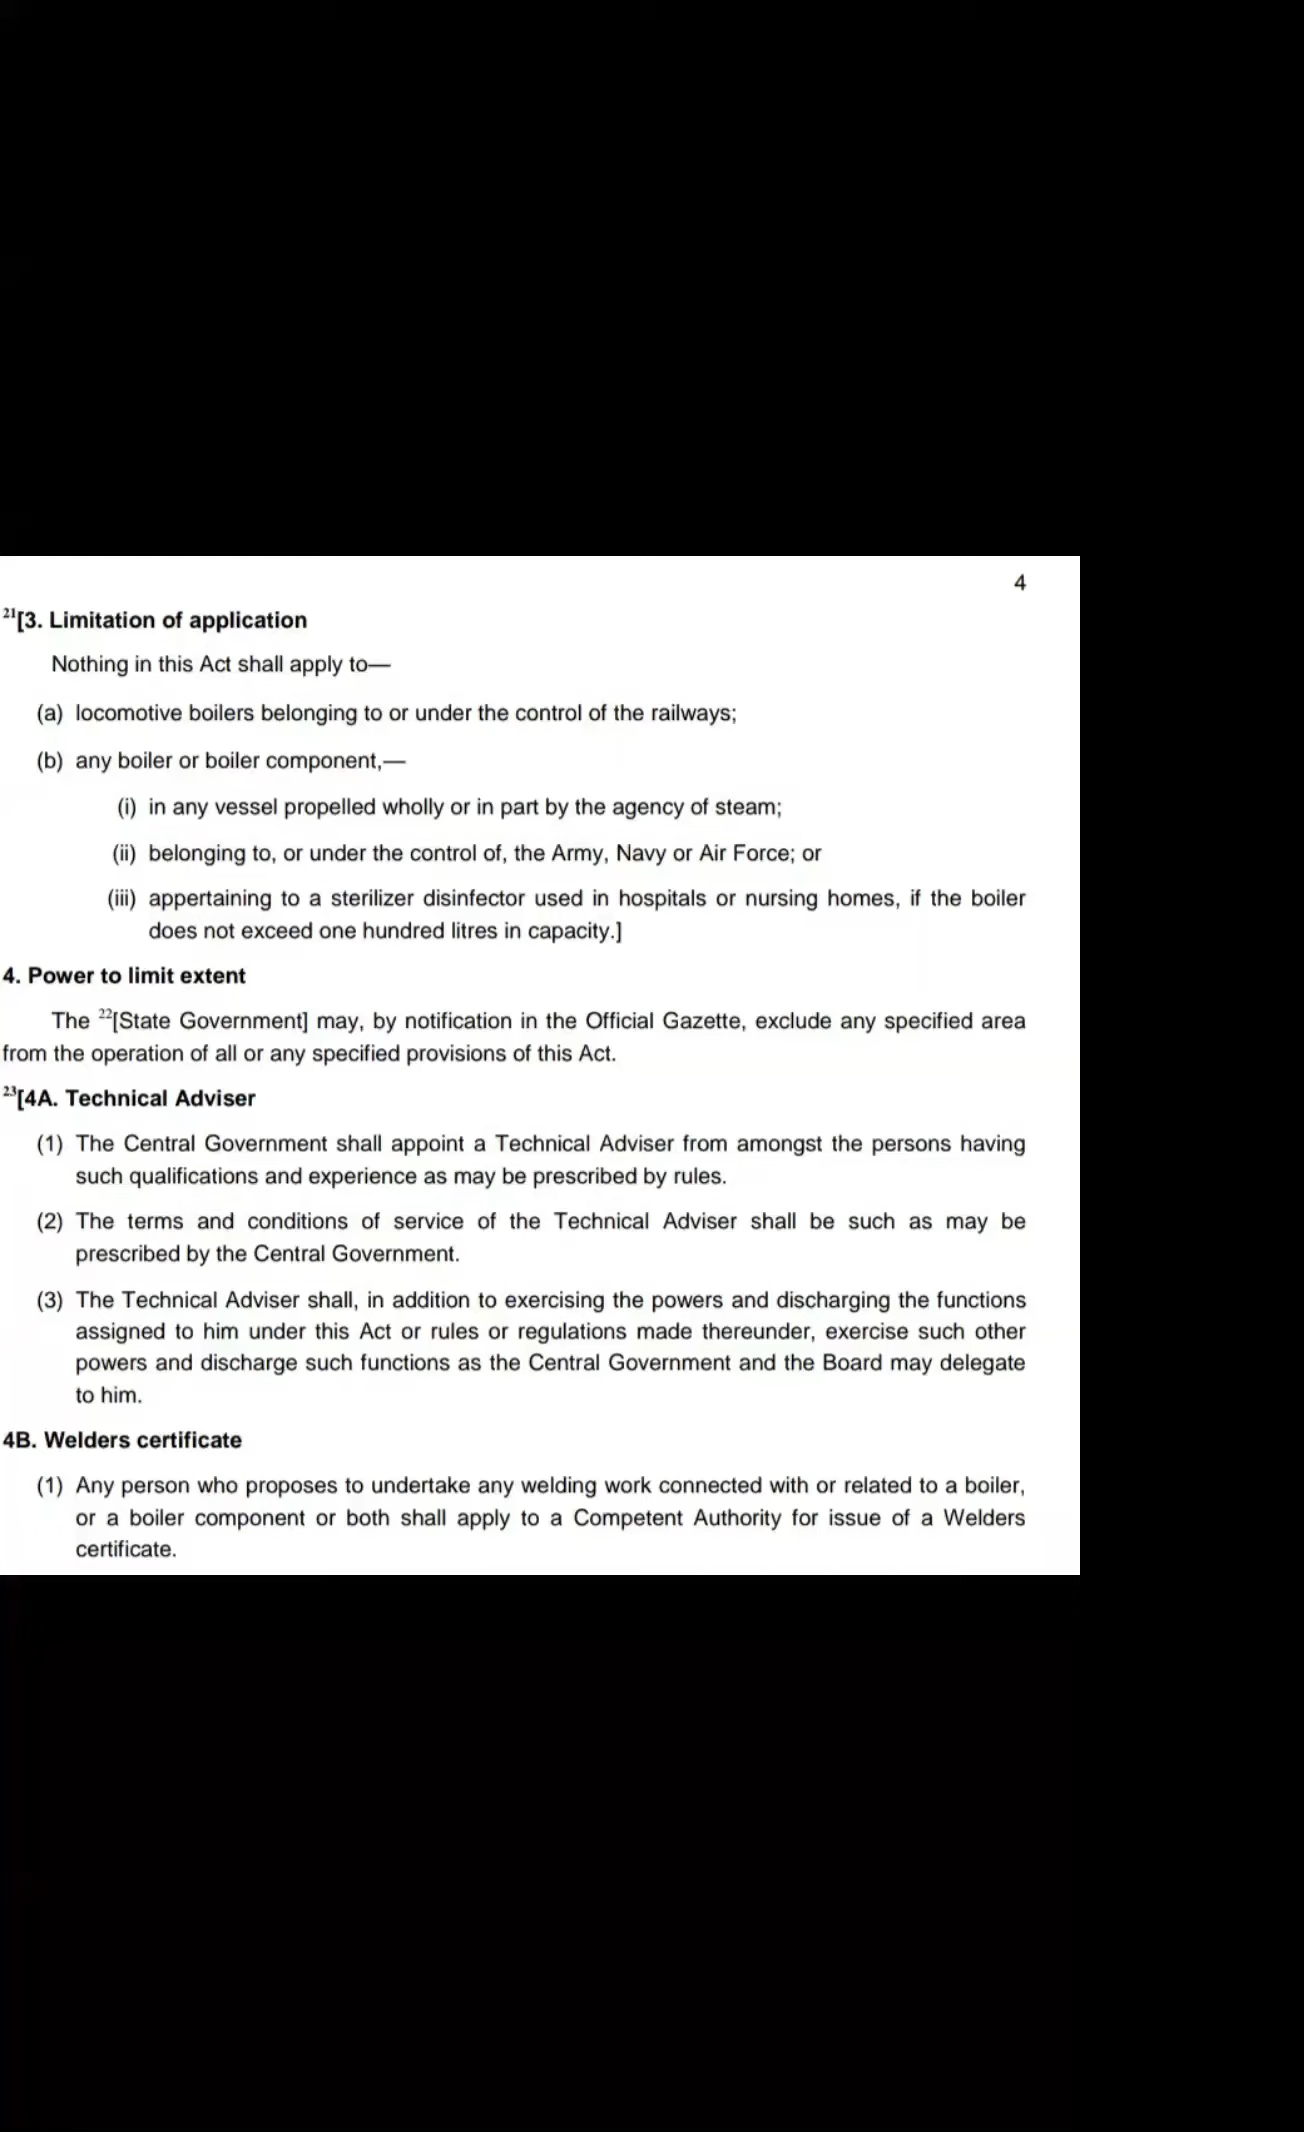 4
21[3. Limitation of application
Nothing in this Act shall apply to—
(a) locomotive boilers belonging to or under the control of the railways;
(b) any boiler or boiler component,—
(i) in any vessel propelled wholly or in part by the agency of steam;
(ii) belonging to, or under the control of, the Army, Navy or Air Force; or
(iii) appertaining to a sterilizer disinfector used in hospitals or nursing homes, if the boiler
does not exceed one hundred litres in capacity.]
4. Power to limit extent
The 22[State Government] may, by notification in the Official Gazette, exclude any specified area
from the operation of all or any specified provisions of this Act.
23[4A. Technical Adviser
(1) The Central Government shall appoint a Technical Adviser from amongst the persons having
such qualifications and experience as may be prescribed by rules.
(2) The terms and conditions of service of the Technical Adviser shall be such as may be
prescribed by the Central Government.
(3) The Technical Adviser shall, in addition to exercising the powers and discharging the functions
assigned to him under this Act or rules or regulations made thereunder, exercise such other
powers and discharge such functions as the Central Government and the Board may delegate
to him.
4B. Welders certificate
(1) Any person who proposes to undertake any welding work connected with or related to a boiler,
or a boiler component or both shall apply to a Competent Authority for issue of a Welders
certificate.